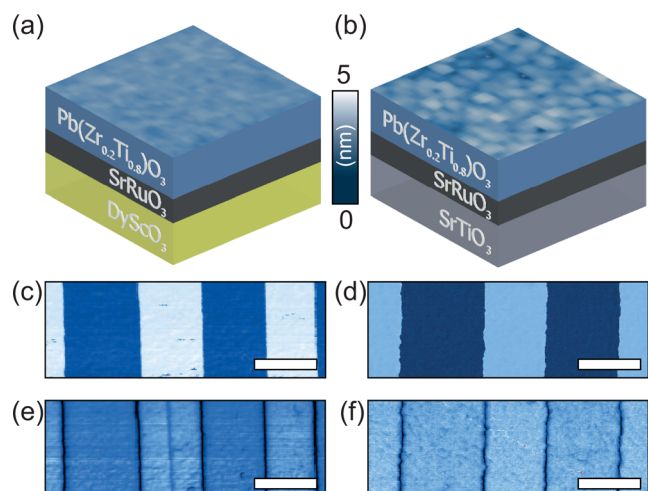 (a)
(b)
5
(nm)
0
Pb(Zr₀.₂Ti₀.₈)O₃
SrRuO₃
DyScO₃
Pb(Zr₀.₂Ti₀.₈)O₃
SrRuO₃
SrTiO₃
(c)
(d)
(e)
(f)